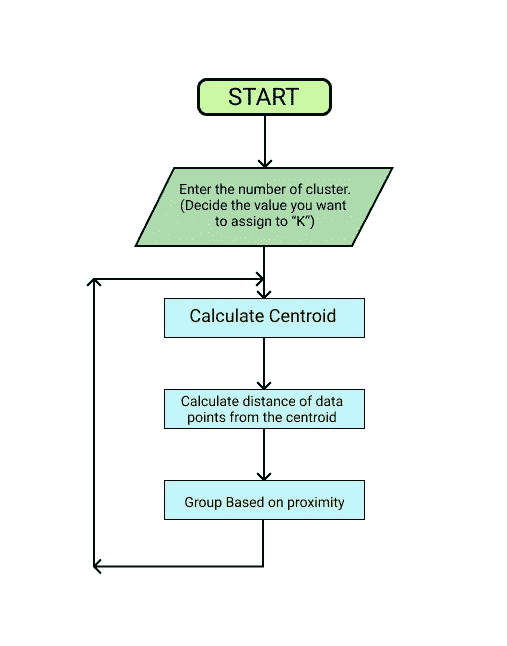 START
Enter the number of cluster.
(Decide the value you want
to assign to “K”)
Calculate Centroid
Calculate distance of data
points from the centroid
Group Based on proximity